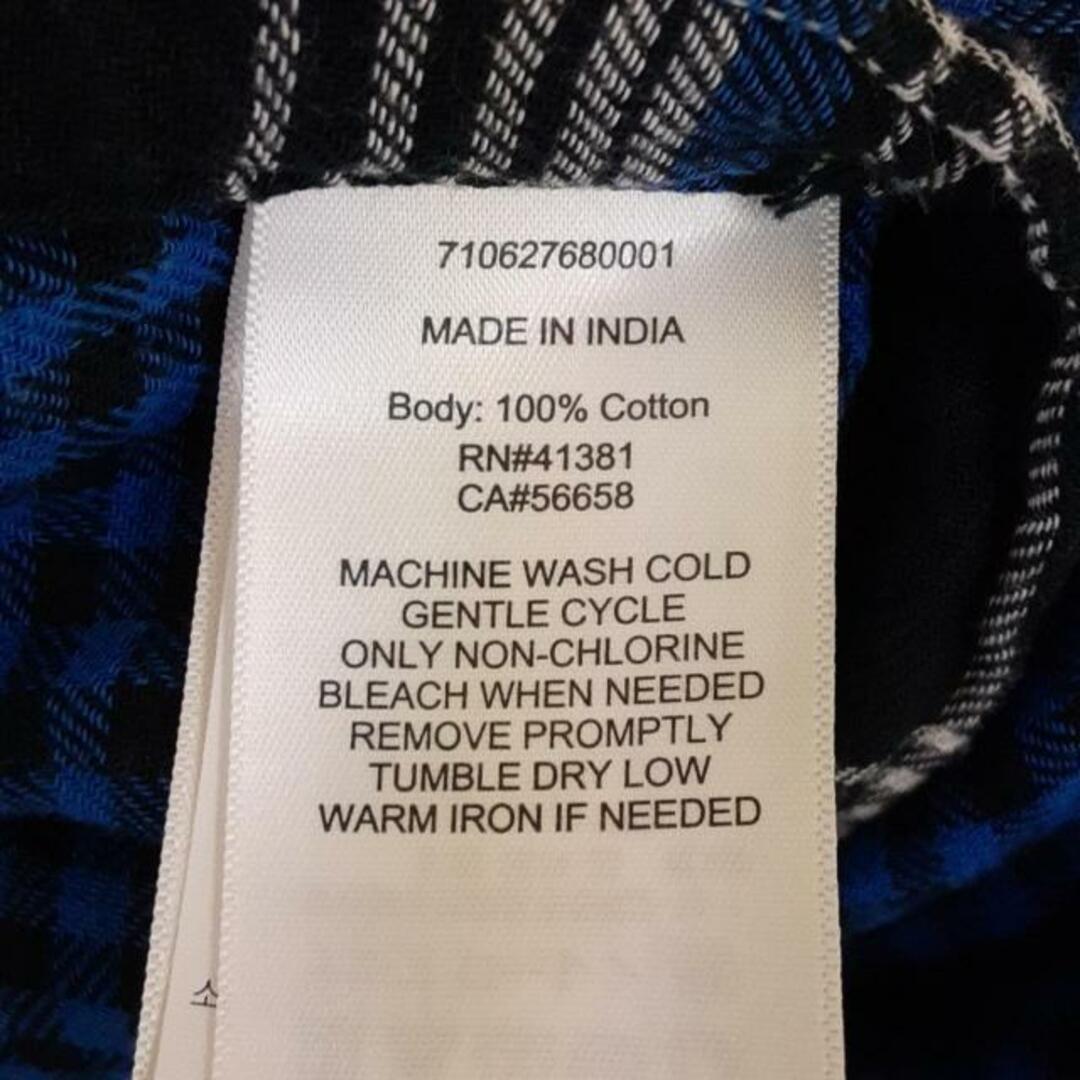 710627680001
MADE IN INDIA
Body: 100% Cotton
RN#41381
CA#56658
MACHINE WASH COLD
GENTLE CYCLE
ONLY NON-CHLORINE
BLEACH WHEN NEEDED
REMOVE PROMPTLY
TUMBLE DRY LOW
WARM IRON IF NEEDED
소